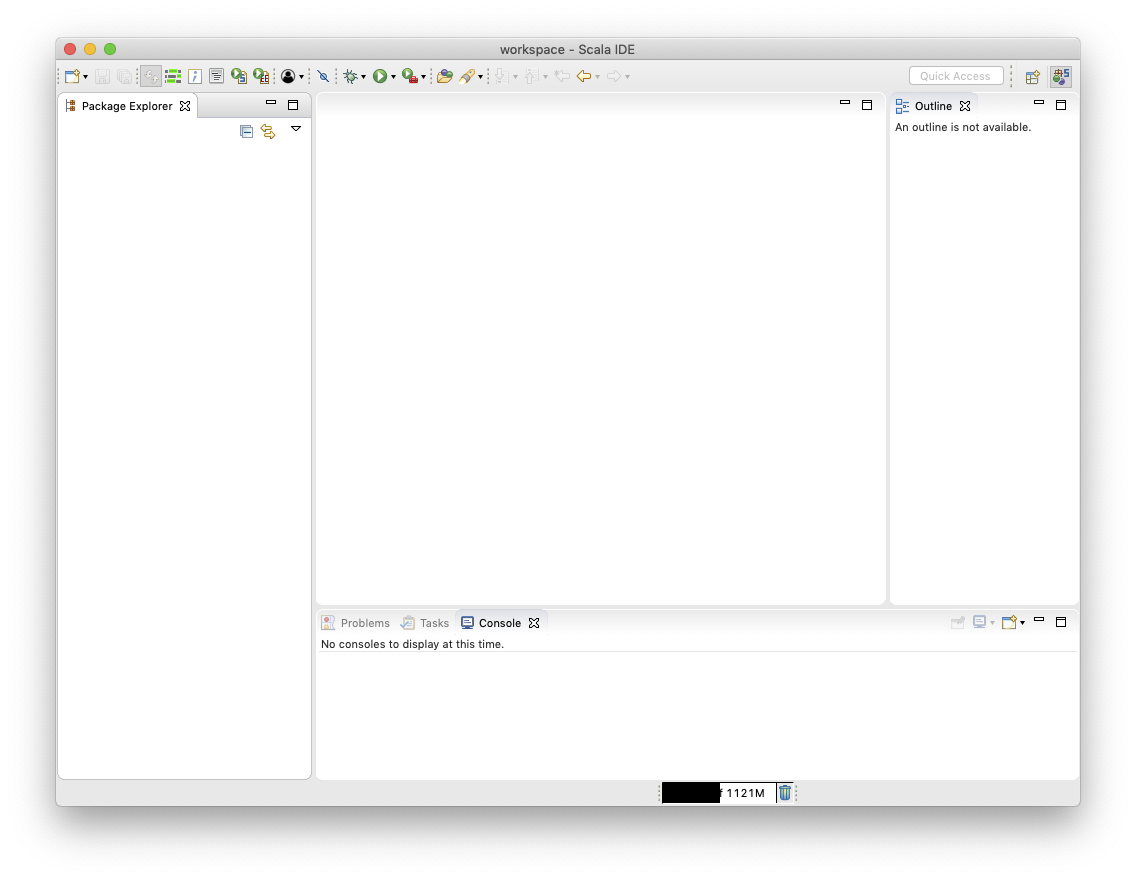 workspace - Scala IDE
Quick Access
Package Explorer
Outline
An outline is not available.
Problems
Tasks
Console
No consoles to display at this time.
1121M